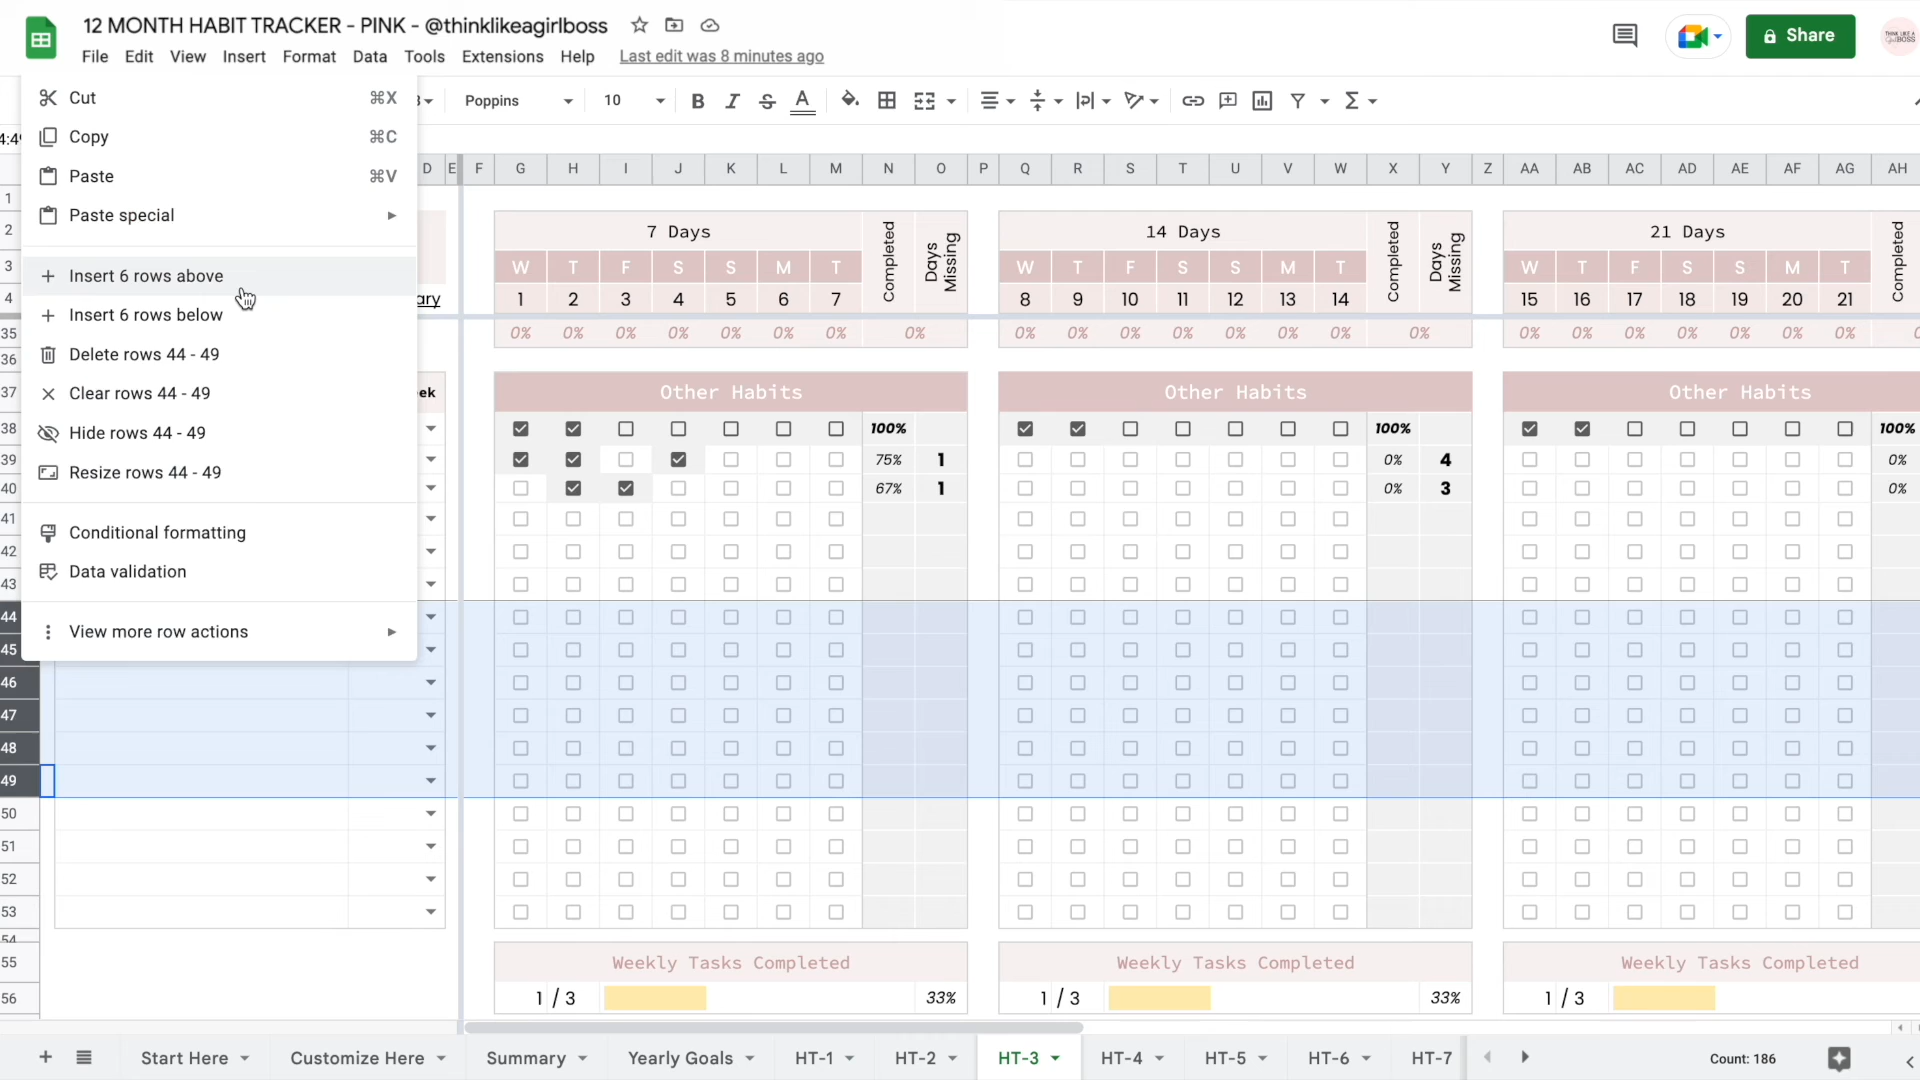 12 MONTH HABIT TRACKER - PINK - @thinklikeagirlboss
File Edit View Insert Format Data Tools Extensions Help Last edit was 8 minutes ago
Share
Poppins 10 B I A
Cut ⌘X
Copy ⌘C
Paste ⌘V
Paste special
Insert 6 rows above
Insert 6 rows below
Delete rows 44 - 49
Clear rows 44 - 49
Hide rows 44 - 49
Resize rows 44 - 49
Conditional formatting
Data validation
View more row actions
D E F G H I J K L M N O P Q R S T U V W X Y Z AA AB AC AD AE AF AG AH
1
2 7 Days Completed Days Missing 14 Days Completed Days Missing 21 Days Completed
3 W T F S S M T W T F S S M T W T F S S M T
4 ary 1 2 3 4 5 6 7 8 9 10 11 12 13 14 15 16 17 18 19 20 21
35 0% 0% 0% 0% 0% 0% 0% 0% 0% 0% 0% 0% 0% 0% 0% 0% 0% 0% 0% 0% 0% 0% 0%
36
37 ek Other Habits Other Habits Other Habits
38 100% 100% 100%
39 75% 1 0% 4 0%
40 67% 1 0% 3 0%
41
42
43
44
45
46
47
48
49
50
51
52
53
54
55 Weekly Tasks Completed Weekly Tasks Completed Weekly Tasks Completed
56 1 / 3 33% 1 / 3 33% 1 / 3
Start Here Customize Here Summary Yearly Goals HT-1 HT-2 HT-3 HT-4 HT-5 HT-6 HT-7 Count: 186